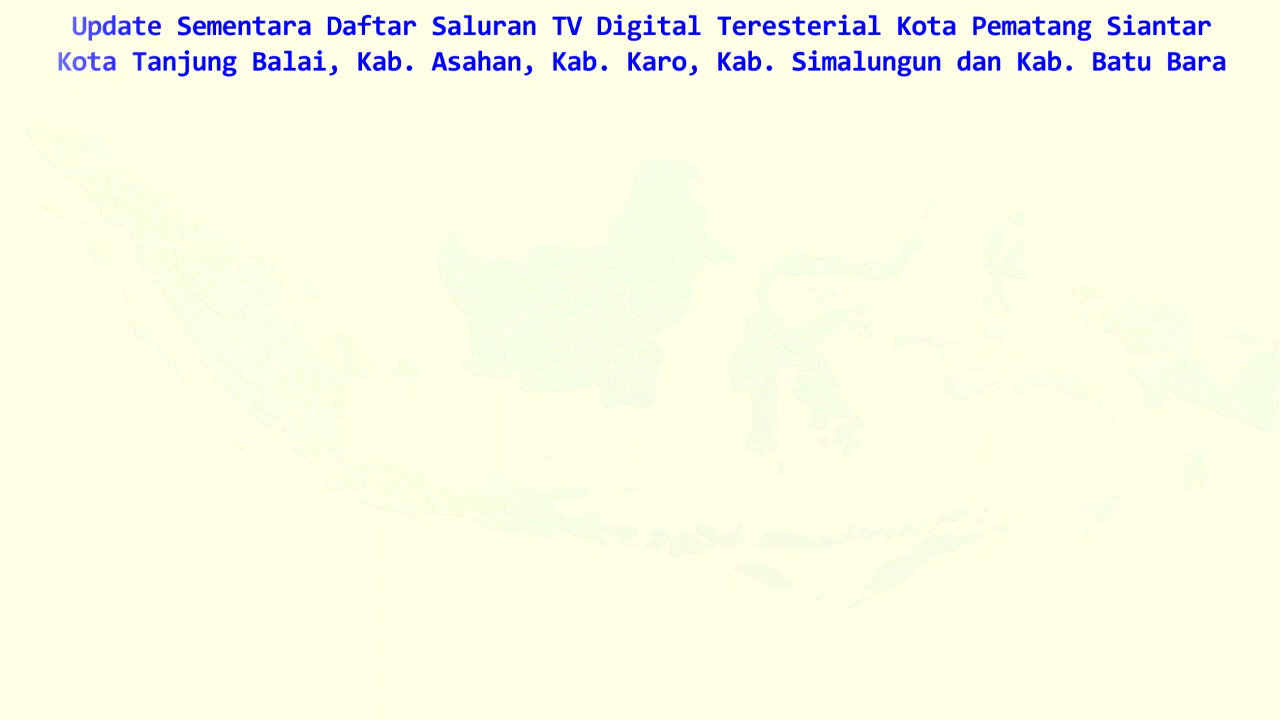 Update Sementara Daftar Saluran TV Digital Teresterial Kota Pematang Siantar
Kota Tanjung Balai, Kab. Asahan, Kab. Karo, Kab. Simalungun dan Kab. Batu Bara